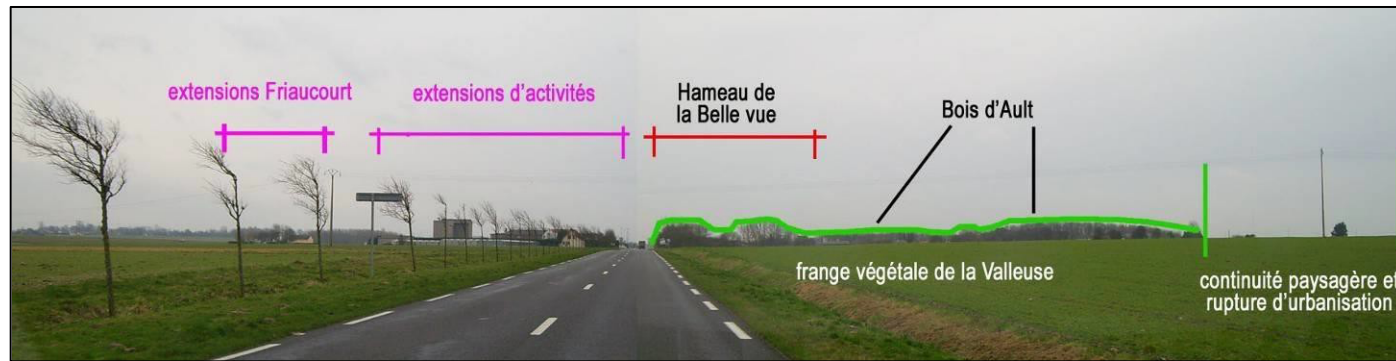 extensions Friaucourt
extensions d'activités
Hameau de
la Belle vue
Bois d'Ault
frange végétale de la Valleuse
continuité paysagère et
rupture d'urbanisation